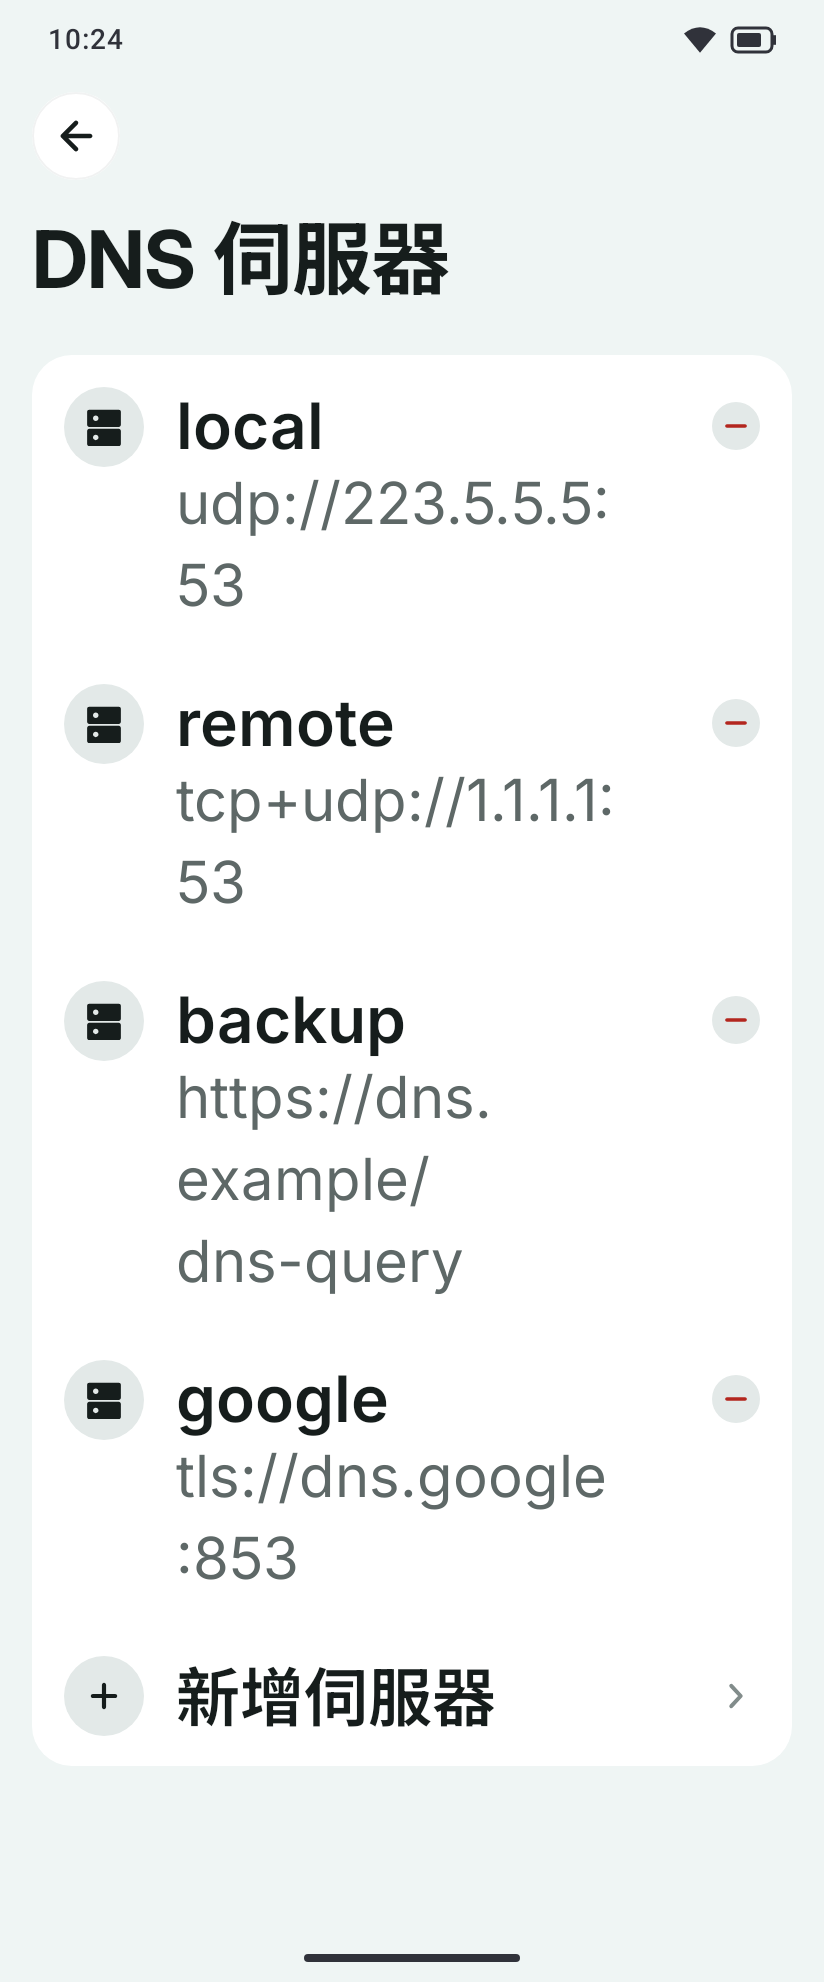 10:24
DNS 伺服器
local
udp://223.5.5.5:
53
remote
tcp+udp://1.1.1.1:
53
backup
https://dns.
example/
dns-query
google
tls://dns.google
:853
新增伺服器